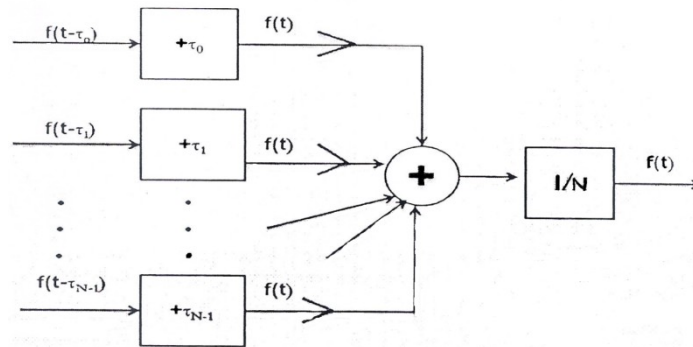 f(t-τ₀) +τ₀ f(t)
f(t-τ₁) +τ₁ f(t)
+ 1/N f(t)
f(t-τN-1) +τN-1 f(t)